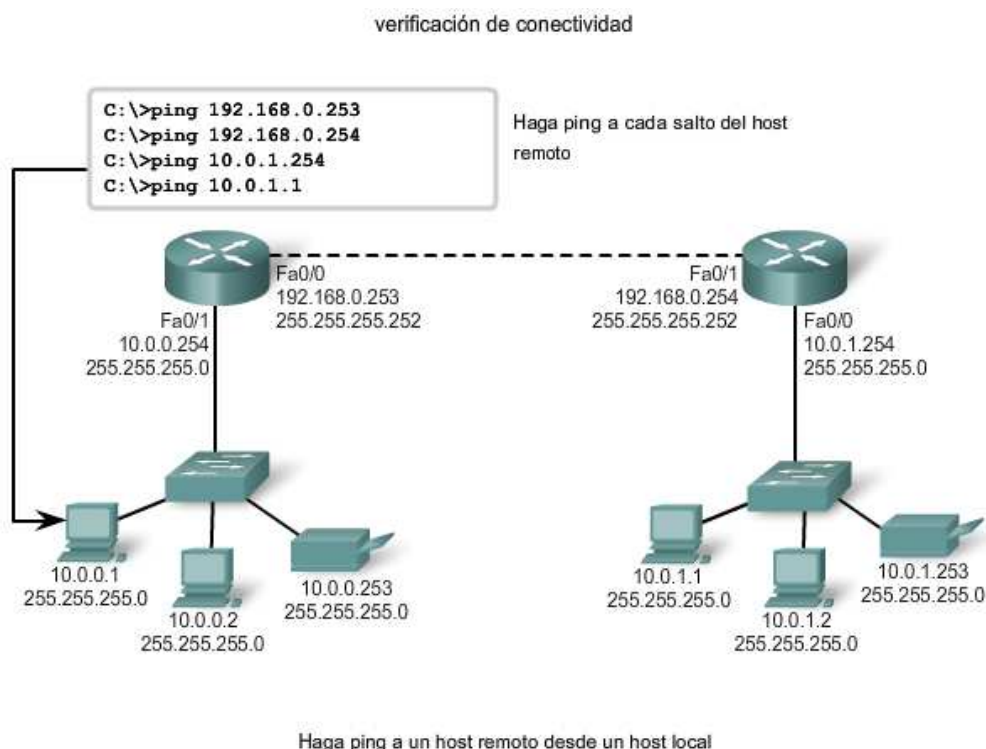 verificación de conectividad
C:\>ping 192.168.0.253
C:\>ping 192.168.0.254
C:\>ping 10.0.1.254
C:\>ping 10.0.1.1
Haga ping a cada salto del host
remoto
Fa0/0
192.168.0.253
255.255.255.252
Fa0/1
192.168.0.254
255.255.255.252
Fa0/1
10.0.0.254
255.255.255.0
Fa0/0
10.0.1.254
255.255.255.0
10.0.0.1
255.255.255.0
10.0.0.2
255.255.255.0
10.0.0.253
255.255.255.0
10.0.1.1
255.255.255.0
10.0.1.2
255.255.255.0
10.0.1.253
255.255.255.0
Haga ping a un host remoto desde un host local